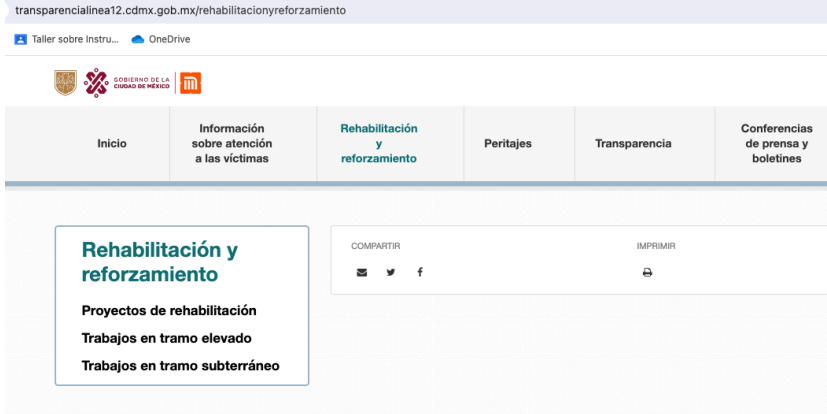 transparencialinea12.cdmx.gob.mx/rehabilitacionyreforzamiento
Taller sobre Instru...
OneDrive
GOBIERNO DE LA
CIUDAD DE MÉXICO
Inicio
Información
sobre atención
a las víctimas
Rehabilitación
y
reforzamiento
Peritajes
Transparencia
Conferencias
de prensa y
boletines
Rehabilitación y
reforzamiento
Proyectos de rehabilitación
Trabajos en tramo elevado
Trabajos en tramo subterráneo
COMPARTIR
IMPRIMIR